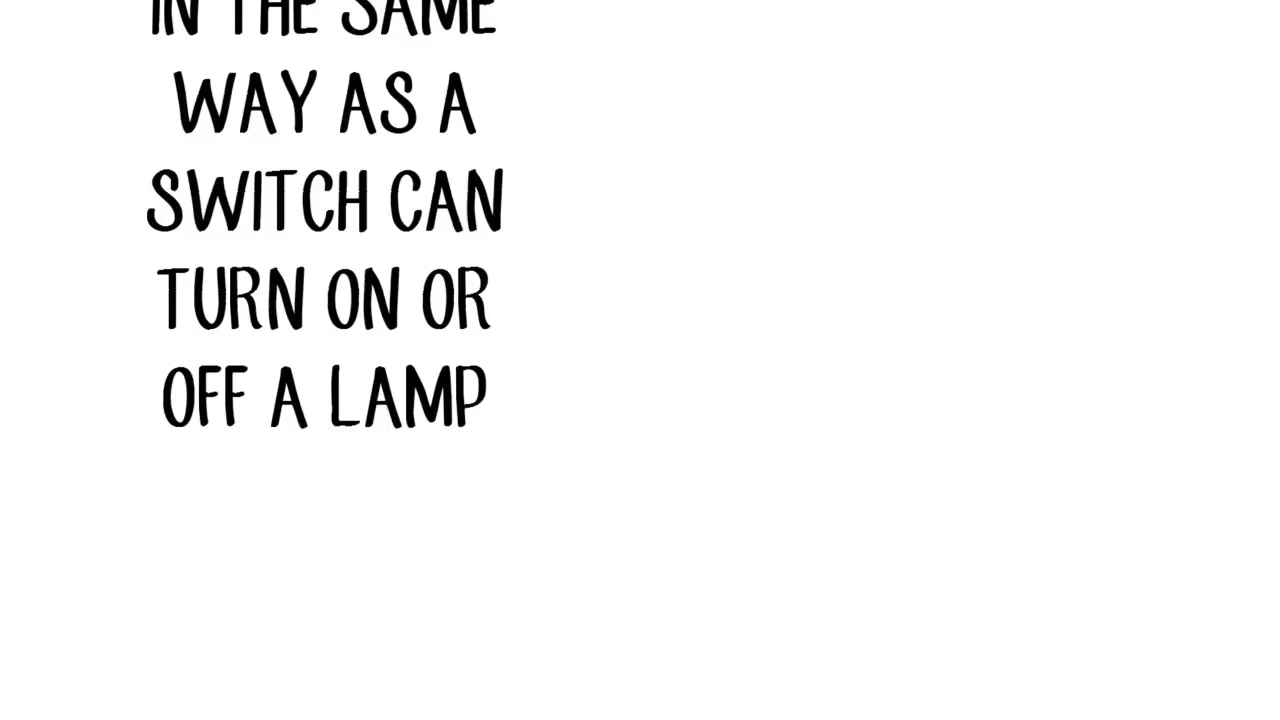 IN THE SAME
WAY AS A
SWITCH CAN
TURN ON OR
OFF A LAMP